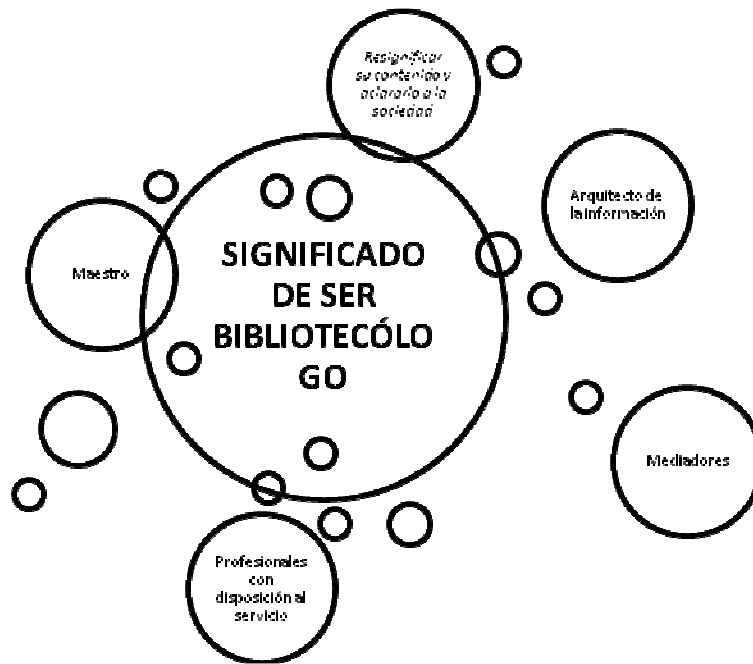 Resignificar
su contenido y
aclararlo a la
sociedad
Arquitecto de
la información
Maestro
SIGNIFICADO
DE SER
BIBLIOTECÓLO
GO
Mediadores
Profesionales
con
disposición al
servicio